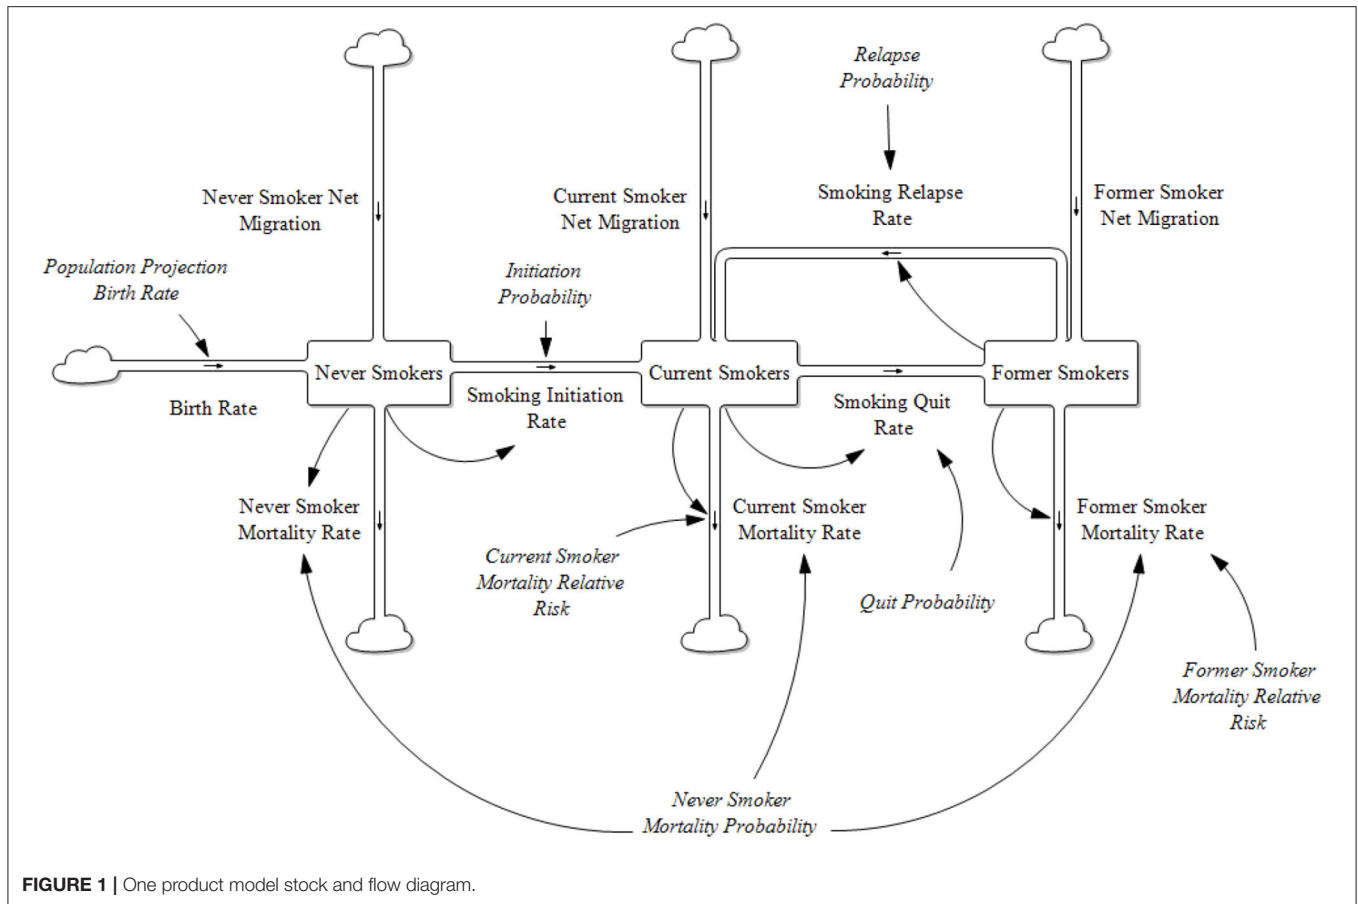 Relapse
Probability
Never Smoker Net
Migration
Current Smoker
Net Migration
Smoking Relapse
Rate
Former Smoker
Net Migration
Population Projection
Birth Rate
Initiation
Probability
Never Smokers
Current Smokers
Former Smokers
Birth Rate
Smoking Initiation
Rate
Smoking Quit
Rate
Never Smoker
Mortality Rate
Current Smoker
Mortality Rate
Former Smoker
Mortality Rate
Current Smoker
Mortality Relative
Risk
Quit Probability
Former Smoker
Mortality Relative
Risk
Never Smoker
Mortality Probability
FIGURE 1 | One product model stock and flow diagram.